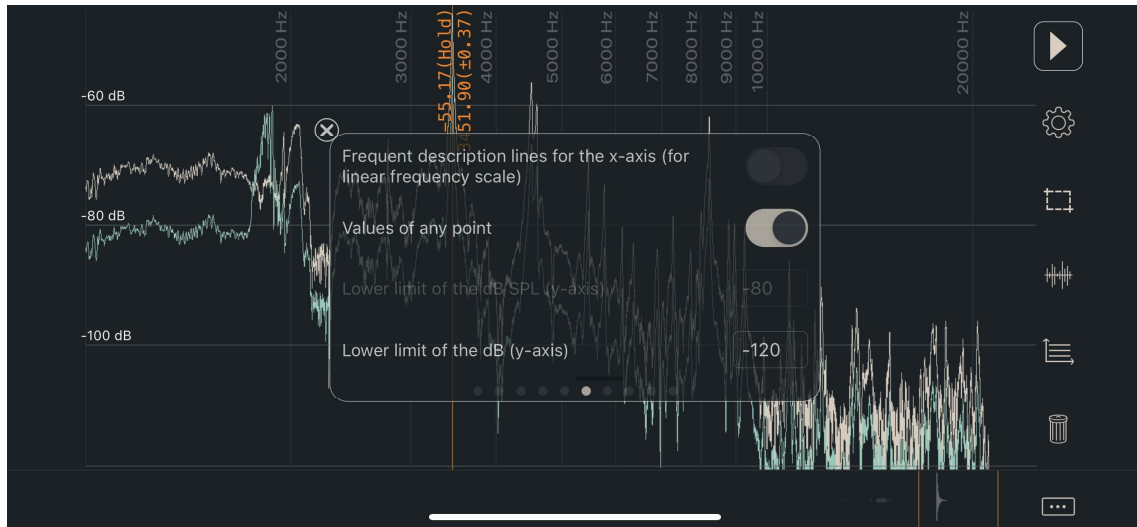 2000 Hz
3000 Hz
4000 Hz
5000 Hz
6000 Hz
7000 Hz
8000 Hz
9000 Hz
10000 Hz
20000 Hz
-55.17(Hold)
3451.90(±0.37)
-60 dB
Frequent description lines for the x-axis (for
linear frequency scale)
-80 dB
Values of any point
Lower limit of the dB SPL (y-axis)
-80
-100 dB
Lower limit of the dB (y-axis)
-120